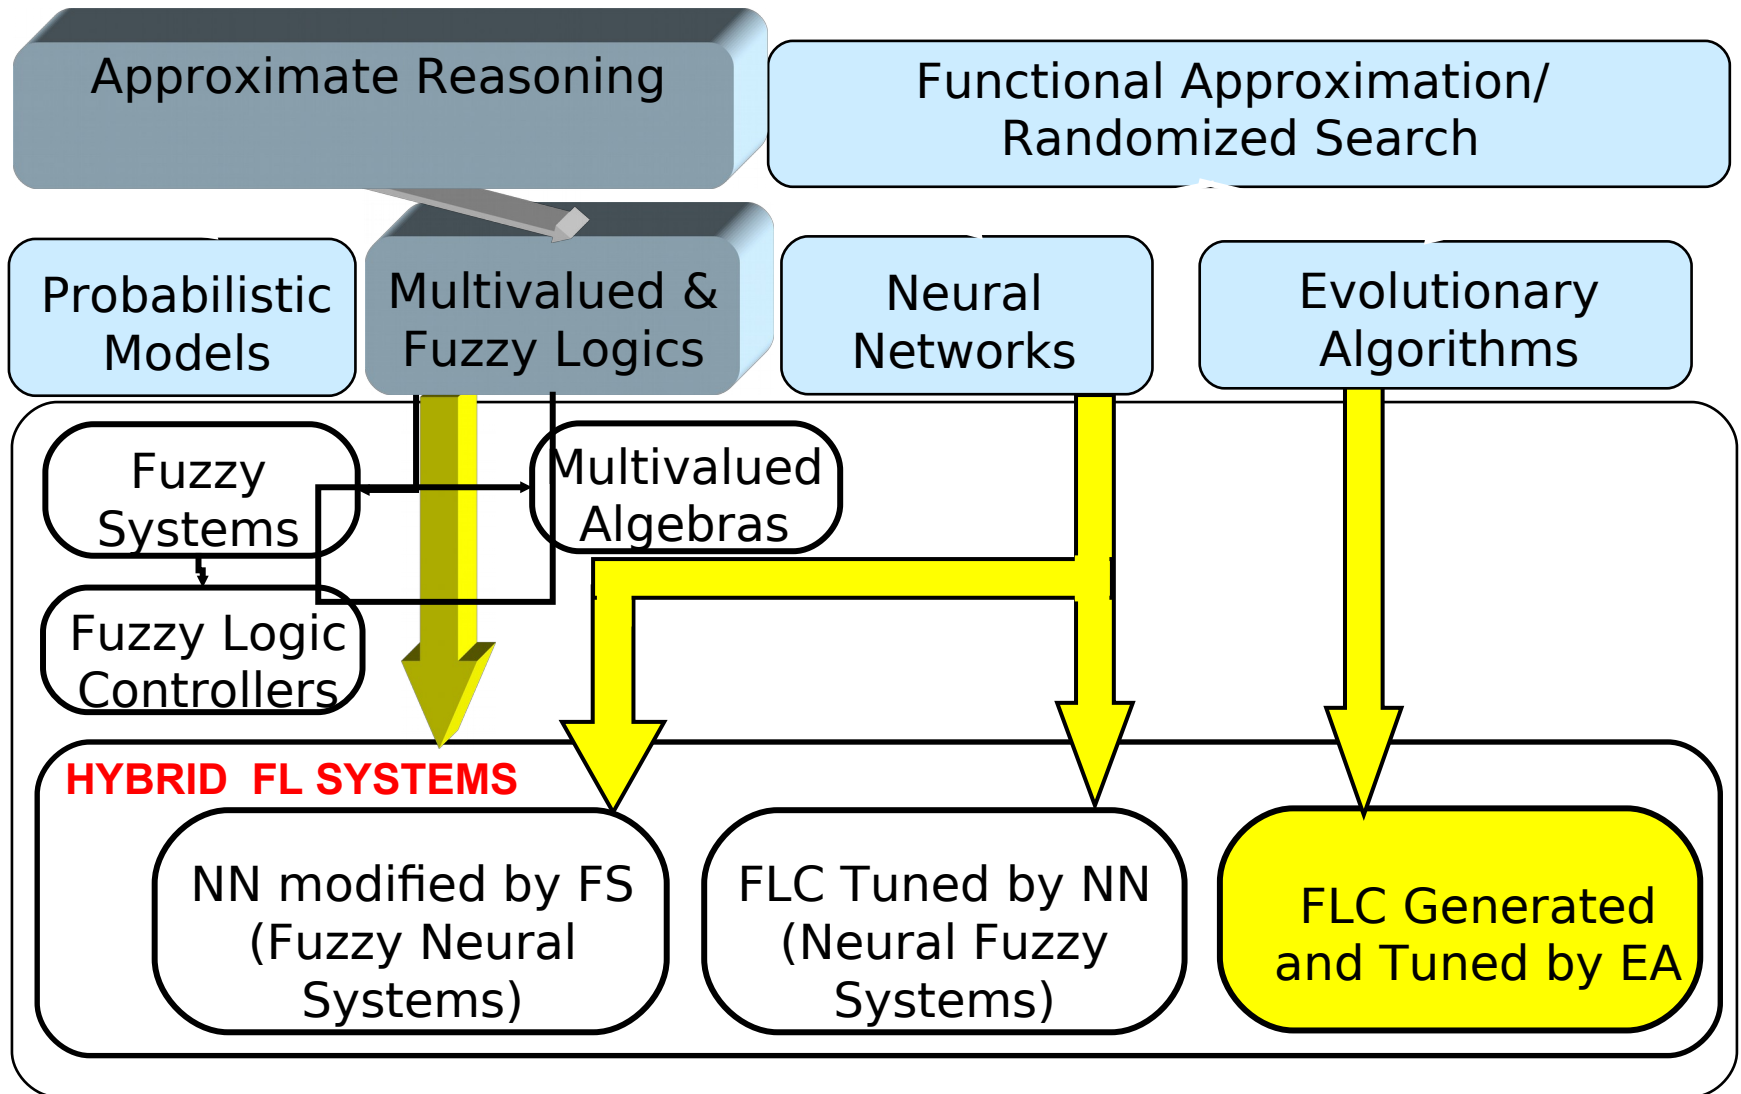 Approximate Reasoning
Functional Approximation/
Randomized Search
Probabilistic
Models
Multivalued &
Fuzzy Logics
Neural
Networks
Evolutionary
Algorithms
Fuzzy
Systems
Multivalued
Algebras
Fuzzy Logic
Controllers
HYBRID FL SYSTEMS
NN modified by FS
(Fuzzy Neural
Systems)
FLC Tuned by NN
(Neural Fuzzy
Systems)
FLC Generated
and Tuned by EA